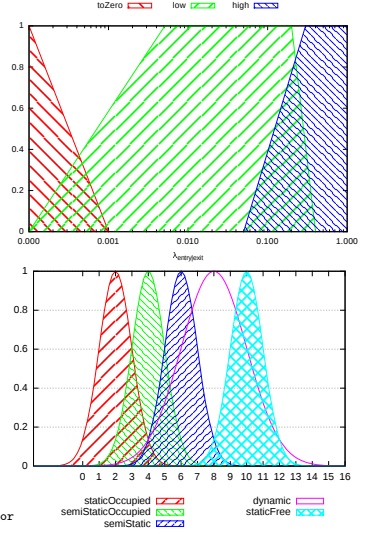 toZero low high
1
0.8
0.6
0.4
0.2
0
0.000 0.001 0.010 0.100 1.000
λentry|exit
1
0.8
0.6
0.4
0.2
0
0 1 2 3 4 5 6 7 8 9 10 11 12 13 14 15 16
staticOccupied dynamic
semiStaticOccupied staticFree
semiStatic
or